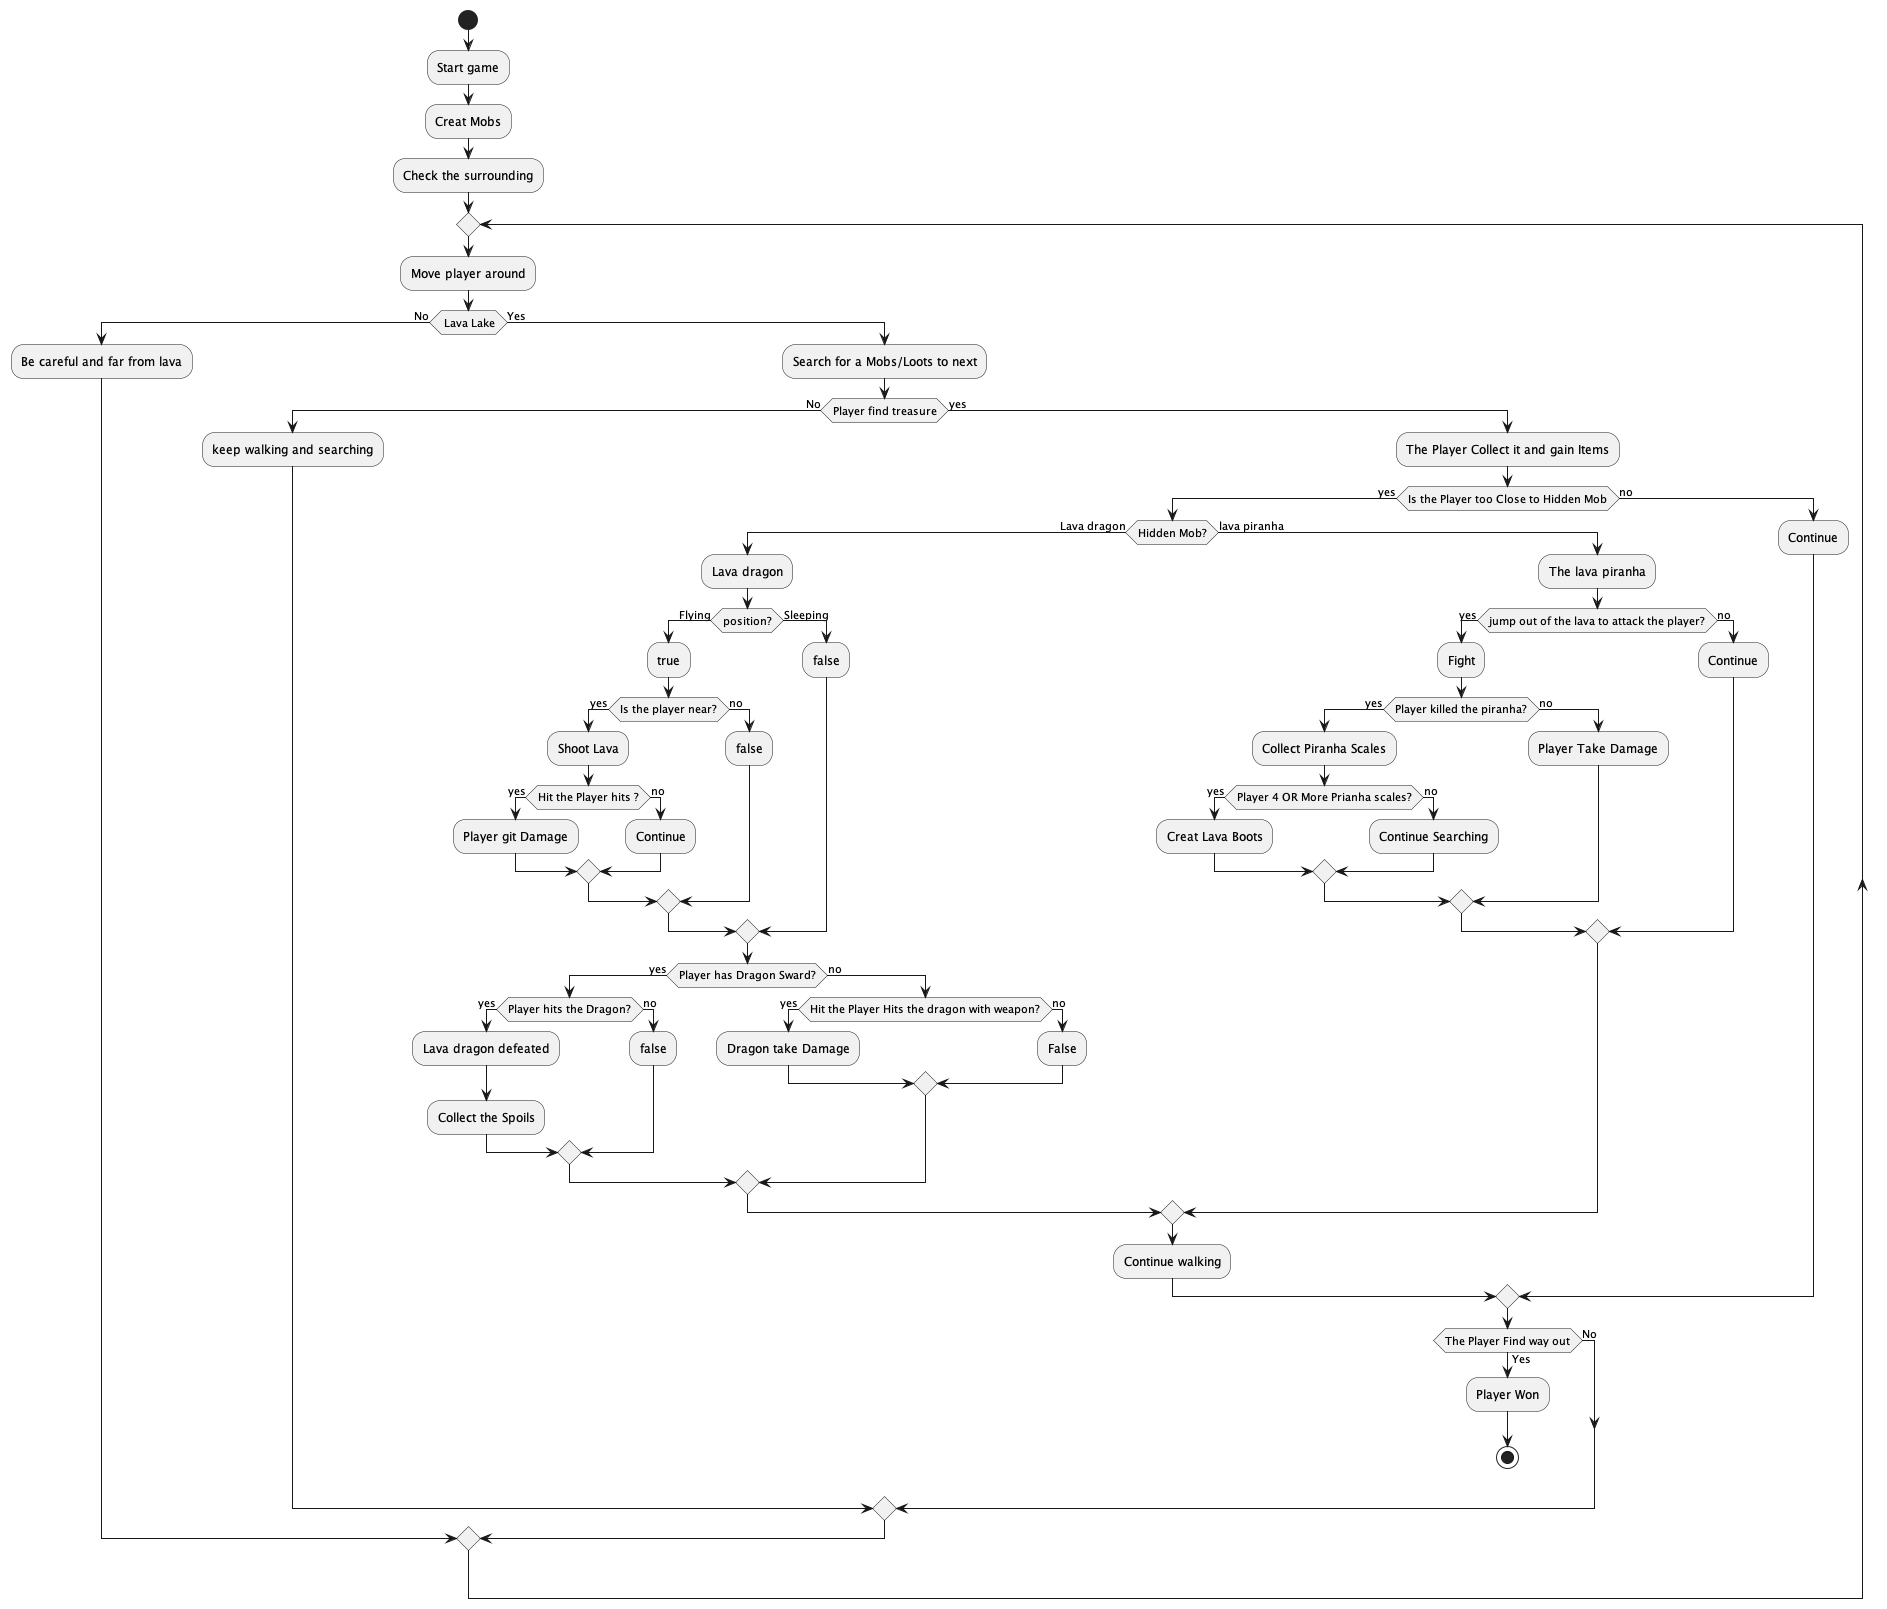 Start game
Creat Mobs
Check the surrounding
Move player around
No
Lava Lake
Yes
Be careful and far from lava
Search for a Mobs/Loots to next
No
Player find treasure
yes
keep walking and searching
The Player Collect it and gain Items
yes
Is the Player too Close to Hidden Mob
no
Lava dragon
Hidden Mob?
lava piranha
Continue
Lava dragon
The lava piranha
Flying
position?
Sleeping
yes
jump out of the lava to attack the player?
no
true
false
Fight
Continue
yes
Is the player near?
no
yes
Player killed the piranha?
no
Shoot Lava
false
Collect Piranha Scales
Player Take Damage
yes
Hit the Player hits ?
no
yes
Player 4 OR More Prianha scales?
no
Player git Damage
Continue
Creat Lava Boots
Continue Searching
yes
Player has Dragon Sward?
no
yes
Player hits the Dragon?
no
yes
Hit the Player Hits the dragon with weapon?
no
Lava dragon defeated
false
Dragon take Damage
False
Collect the Spoils
Continue walking
The Player Find way out
No
Yes
Player Won